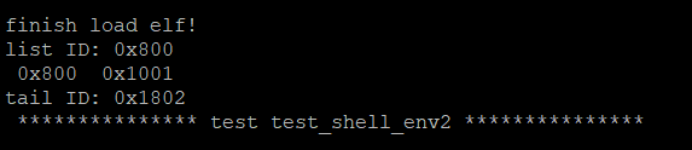 finish load elf!
list ID: 0x800
 0x800  0x1001
tail ID: 0x1802
 *************** test test_shell_env2 ***************